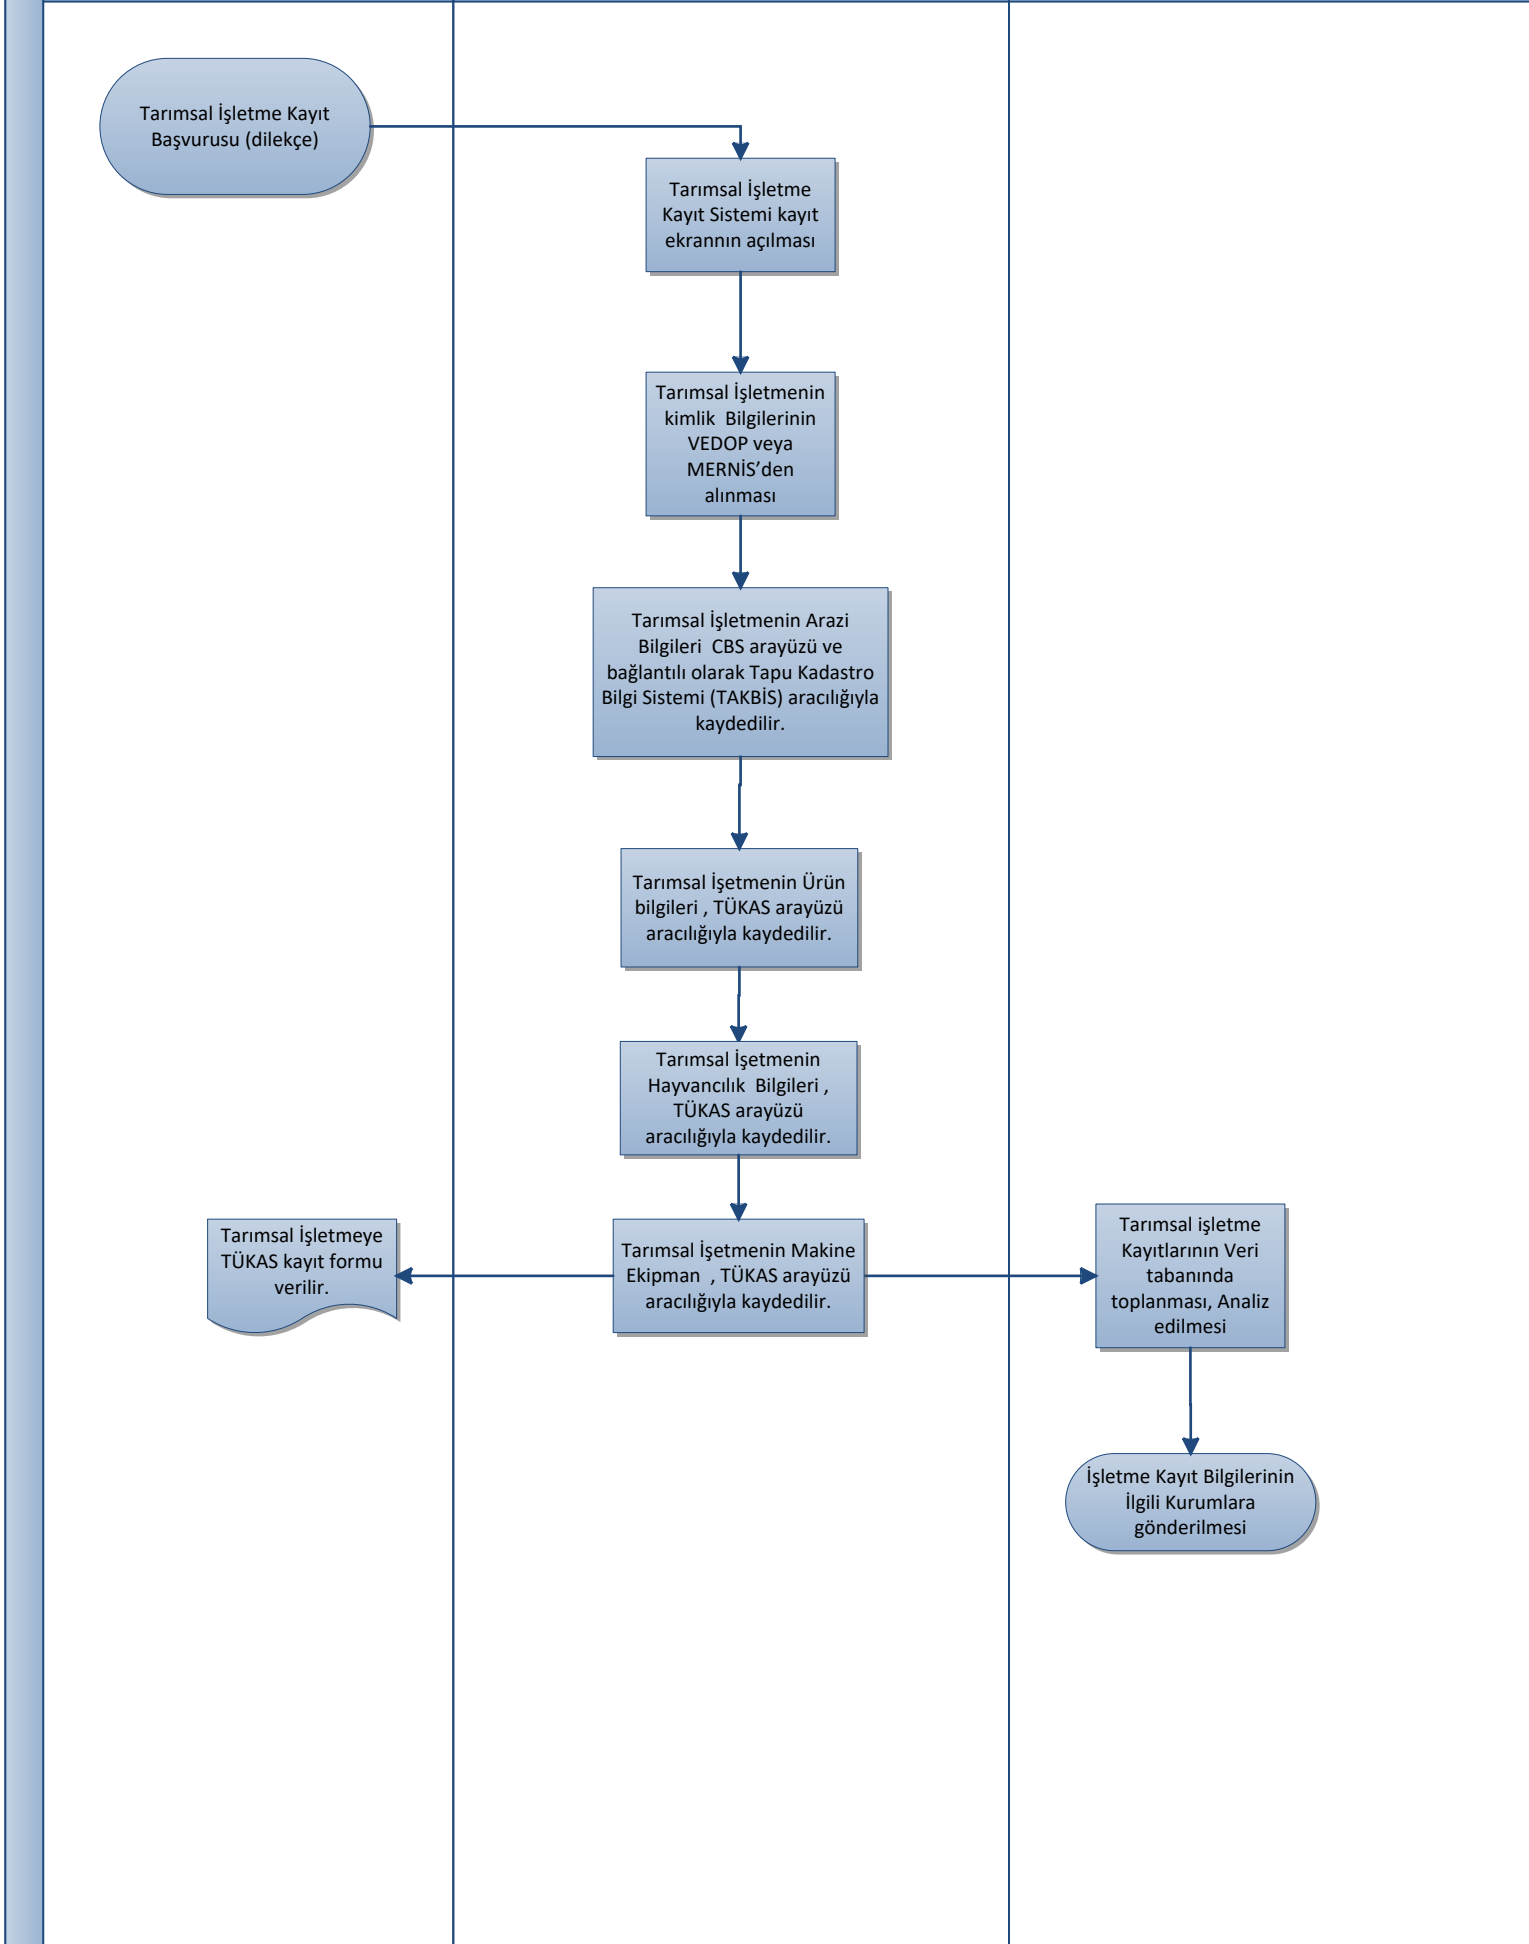 Tarımsal İşletme Kayıt
Başvurusu (dilekçe)
Tarımsal İşletme
Kayıt Sistemi kayıt
ekrannın açılması
Tarımsal İşletmenin
kimlik  Bilgilerinin
VEDOP veya
MERNİS’den
alınması
Tarımsal İşletmenin Arazi
Bilgileri  CBS arayüzü ve
bağlantılı olarak Tapu Kadastro
Bilgi Sistemi (TAKBİS) aracılığıyla
kaydedilir.
Tarımsal İşetmenin Ürün
bilgileri , TÜKAS arayüzü
aracılığıyla kaydedilir.
Tarımsal İşetmenin
Hayvancılık  Bilgileri ,
TÜKAS arayüzü
aracılığıyla kaydedilir.
Tarımsal İşletmeye
TÜKAS kayıt formu
verilir.
Tarımsal İşetmenin Makine
Ekipman  , TÜKAS arayüzü
aracılığıyla kaydedilir.
Tarımsal işletme
Kayıtlarının Veri
tabanında
toplanması, Analiz
edilmesi
İşletme Kayıt Bilgilerinin
İlgili Kurumlara
gönderilmesi